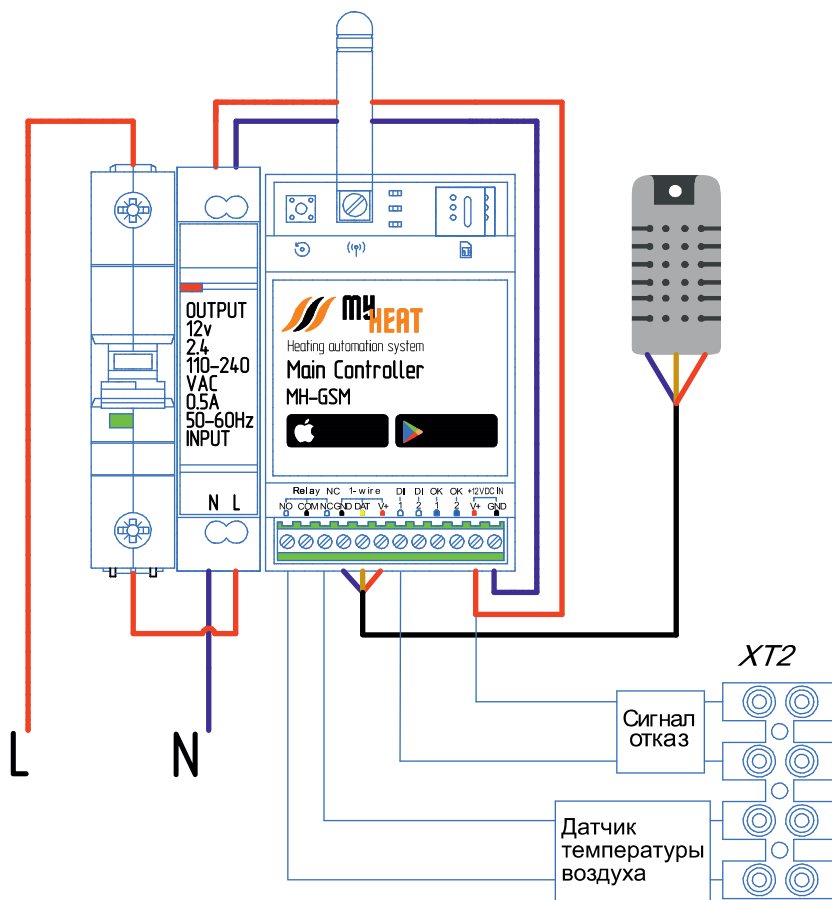 OUTPUT
12v
2.4
110-240
VAC
0.5A
50-60Hz
INPUT
N L
MY
HEAT
Heating automation system
Main Controller
MH-GSM
Relay NC 1-wire DI DI OK OK +12VDC IN
NO COM NC GND DAT V+ 1 2 1 2 V+ GND
L
N
XT2
Сигнал
отказ
Датчик
температуры
воздуха